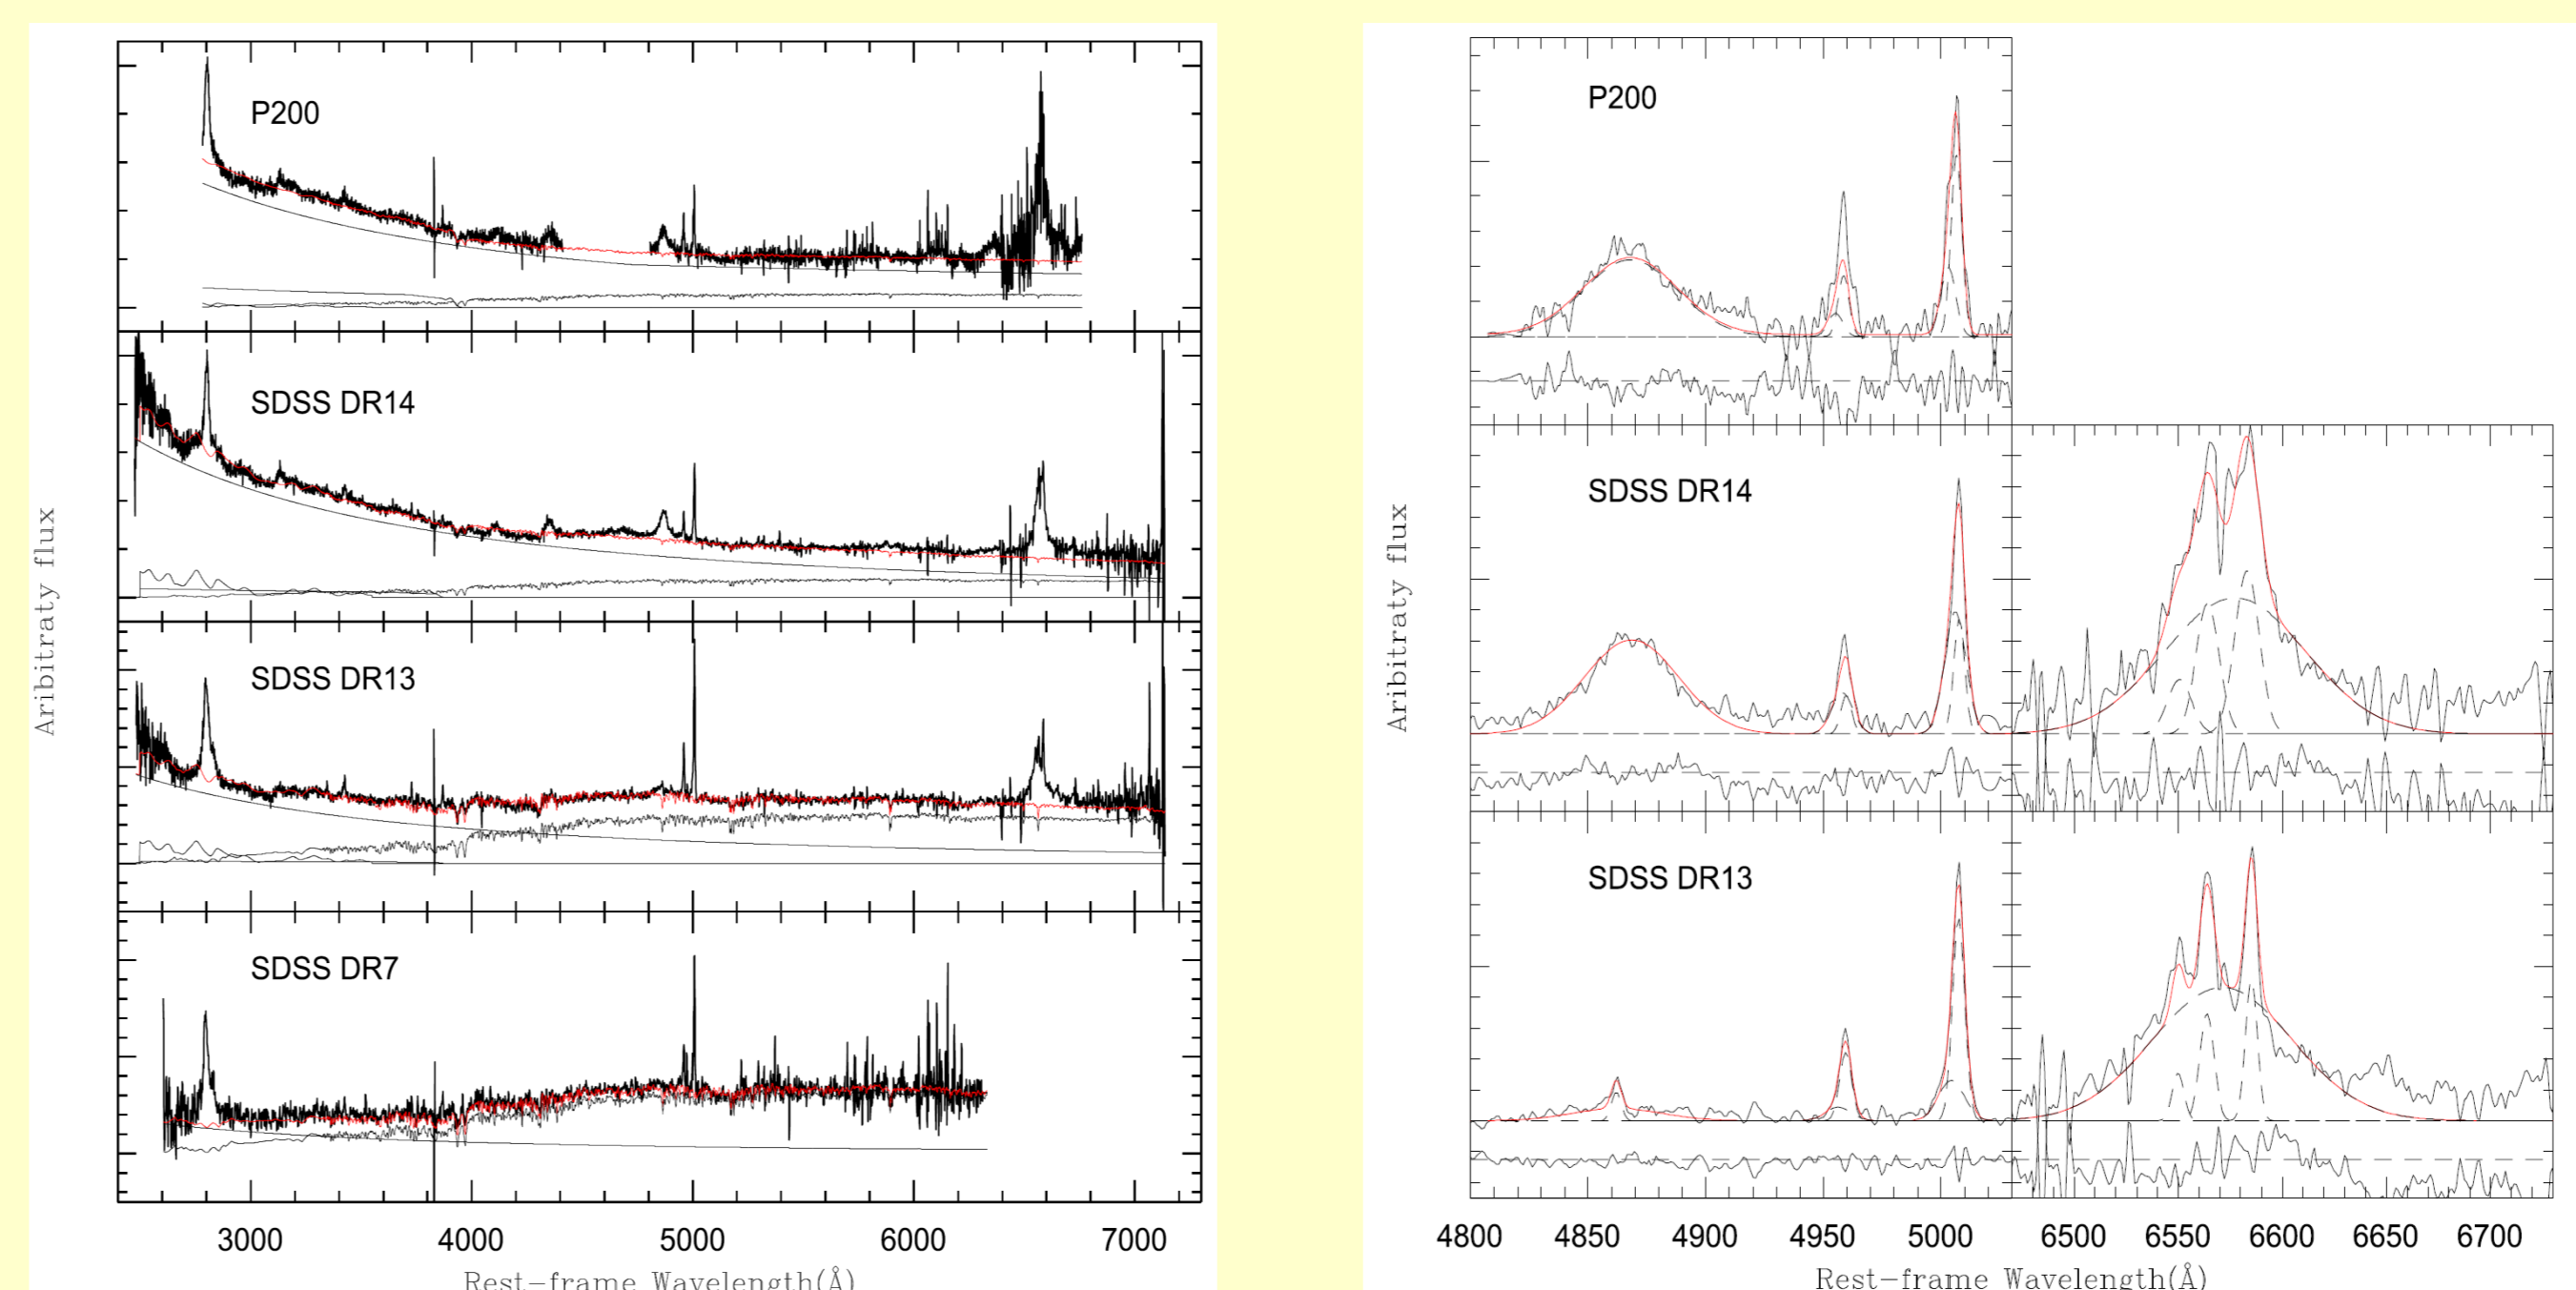 P200
SDSS DR14
SDSS DR13
SDSS DR7
Aribitraty flux
3000 4000 5000 6000 7000
Rest-frame Wavelength(Å)
P200
SDSS DR14
SDSS DR13
Aribitraty flux
4800 4850 4900 4950 5000 6500 6550 6600 6650 6700
Rest-frame Wavelength(Å)